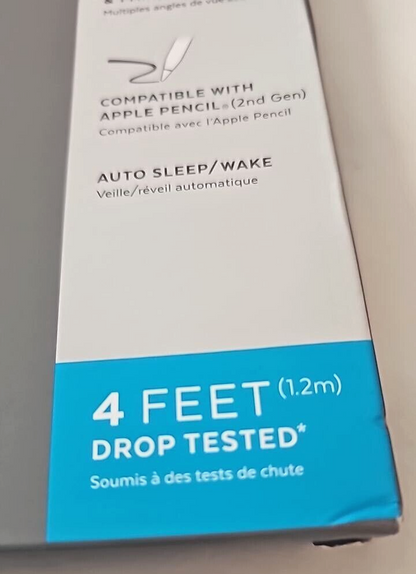 Multiples angles de
COMPATIBLE WITH
APPLE PENCIL® (2nd Gen)
Compatible avec l'Apple Pencil
AUTO SLEEP/WAKE
Veille/réveil automatique
4 FEET (1.2m)
DROP TESTED*
Soumis à des tests de chute